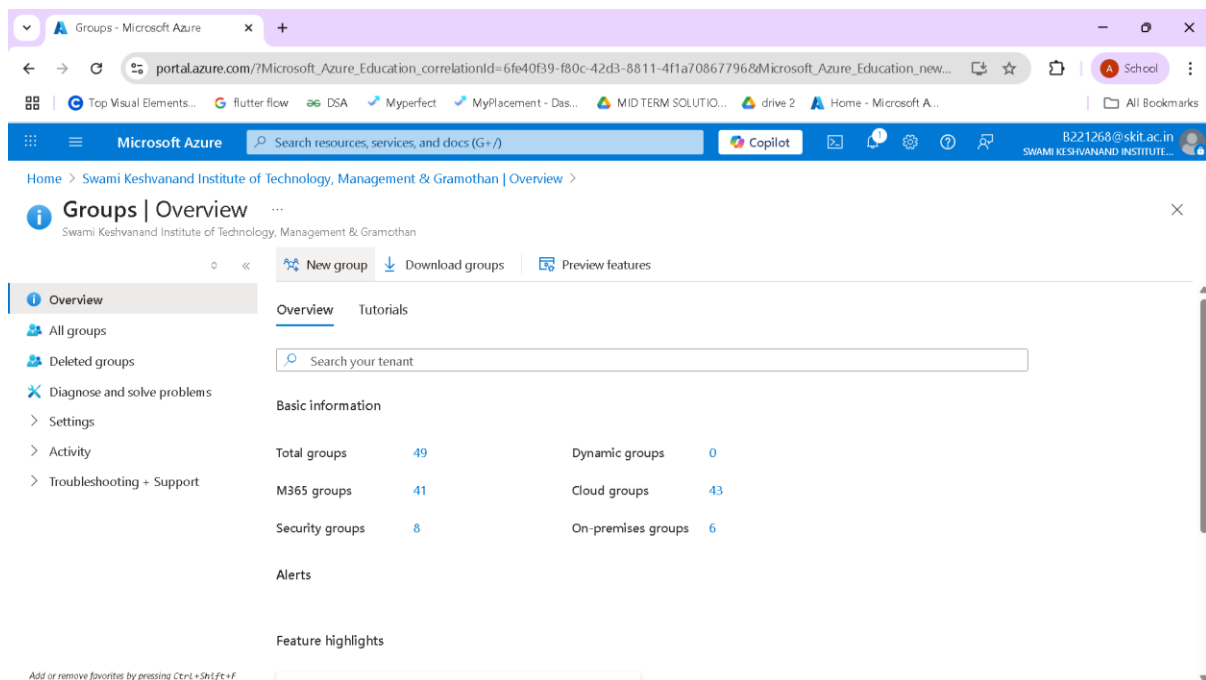 Groups - Microsoft Azure
portal.azure.com/?Microsoft_Azure_Education_correlationId=6fe40f39-f80c-42d3-8811-4f1a70867796&Microsoft_Azure_Education_new...
A School
Top Visual Elements... flutter flow DSA Myperfect MyPlacement - Das... MID TERM SOLUTIO... drive 2 Home - Microsoft A... All Bookmarks
Microsoft Azure Search resources, services, and docs (G+/) Copilot 1 B221268@skit.ac.in
SWAMI KESHVANAND INSTITUTE...
Home > Swami Keshvanand Institute of Technology, Management & Gramothan | Overview >
Groups | Overview ...
Swami Keshvanand Institute of Technology, Management & Gramothan
New group Download groups Preview features
Overview
All groups
Deleted groups
Diagnose and solve problems
Settings
Activity
Troubleshooting + Support
Add or remove favorites by pressing Ctrl+Shift+F
Overview Tutorials
Search your tenant
Basic information
Total groups 49 Dynamic groups 0
M365 groups 41 Cloud groups 43
Security groups 8 On-premises groups 6
Alerts
Feature highlights